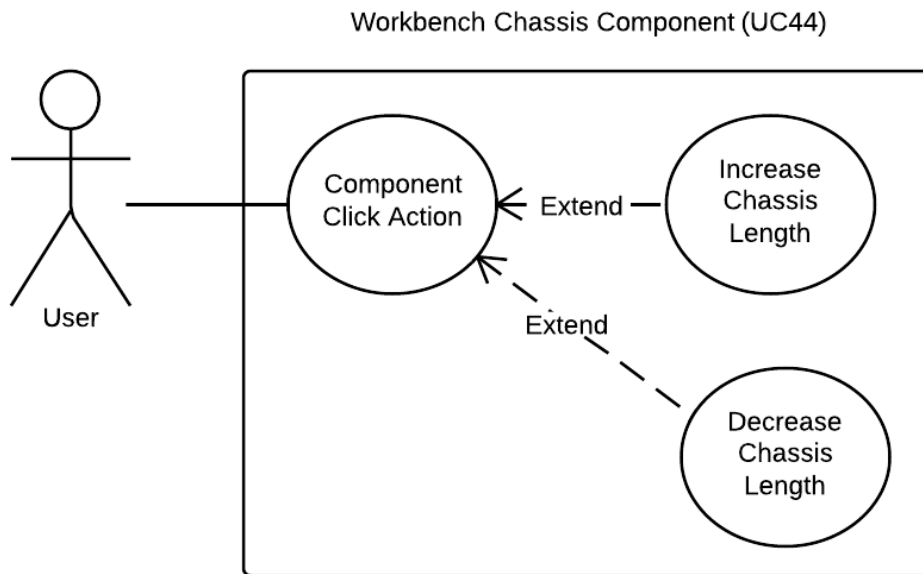 Workbench Chassis Component (UC44)
Component
Click Action
Extend
Increase
Chassis
Length
User
Extend
Decrease
Chassis
Length